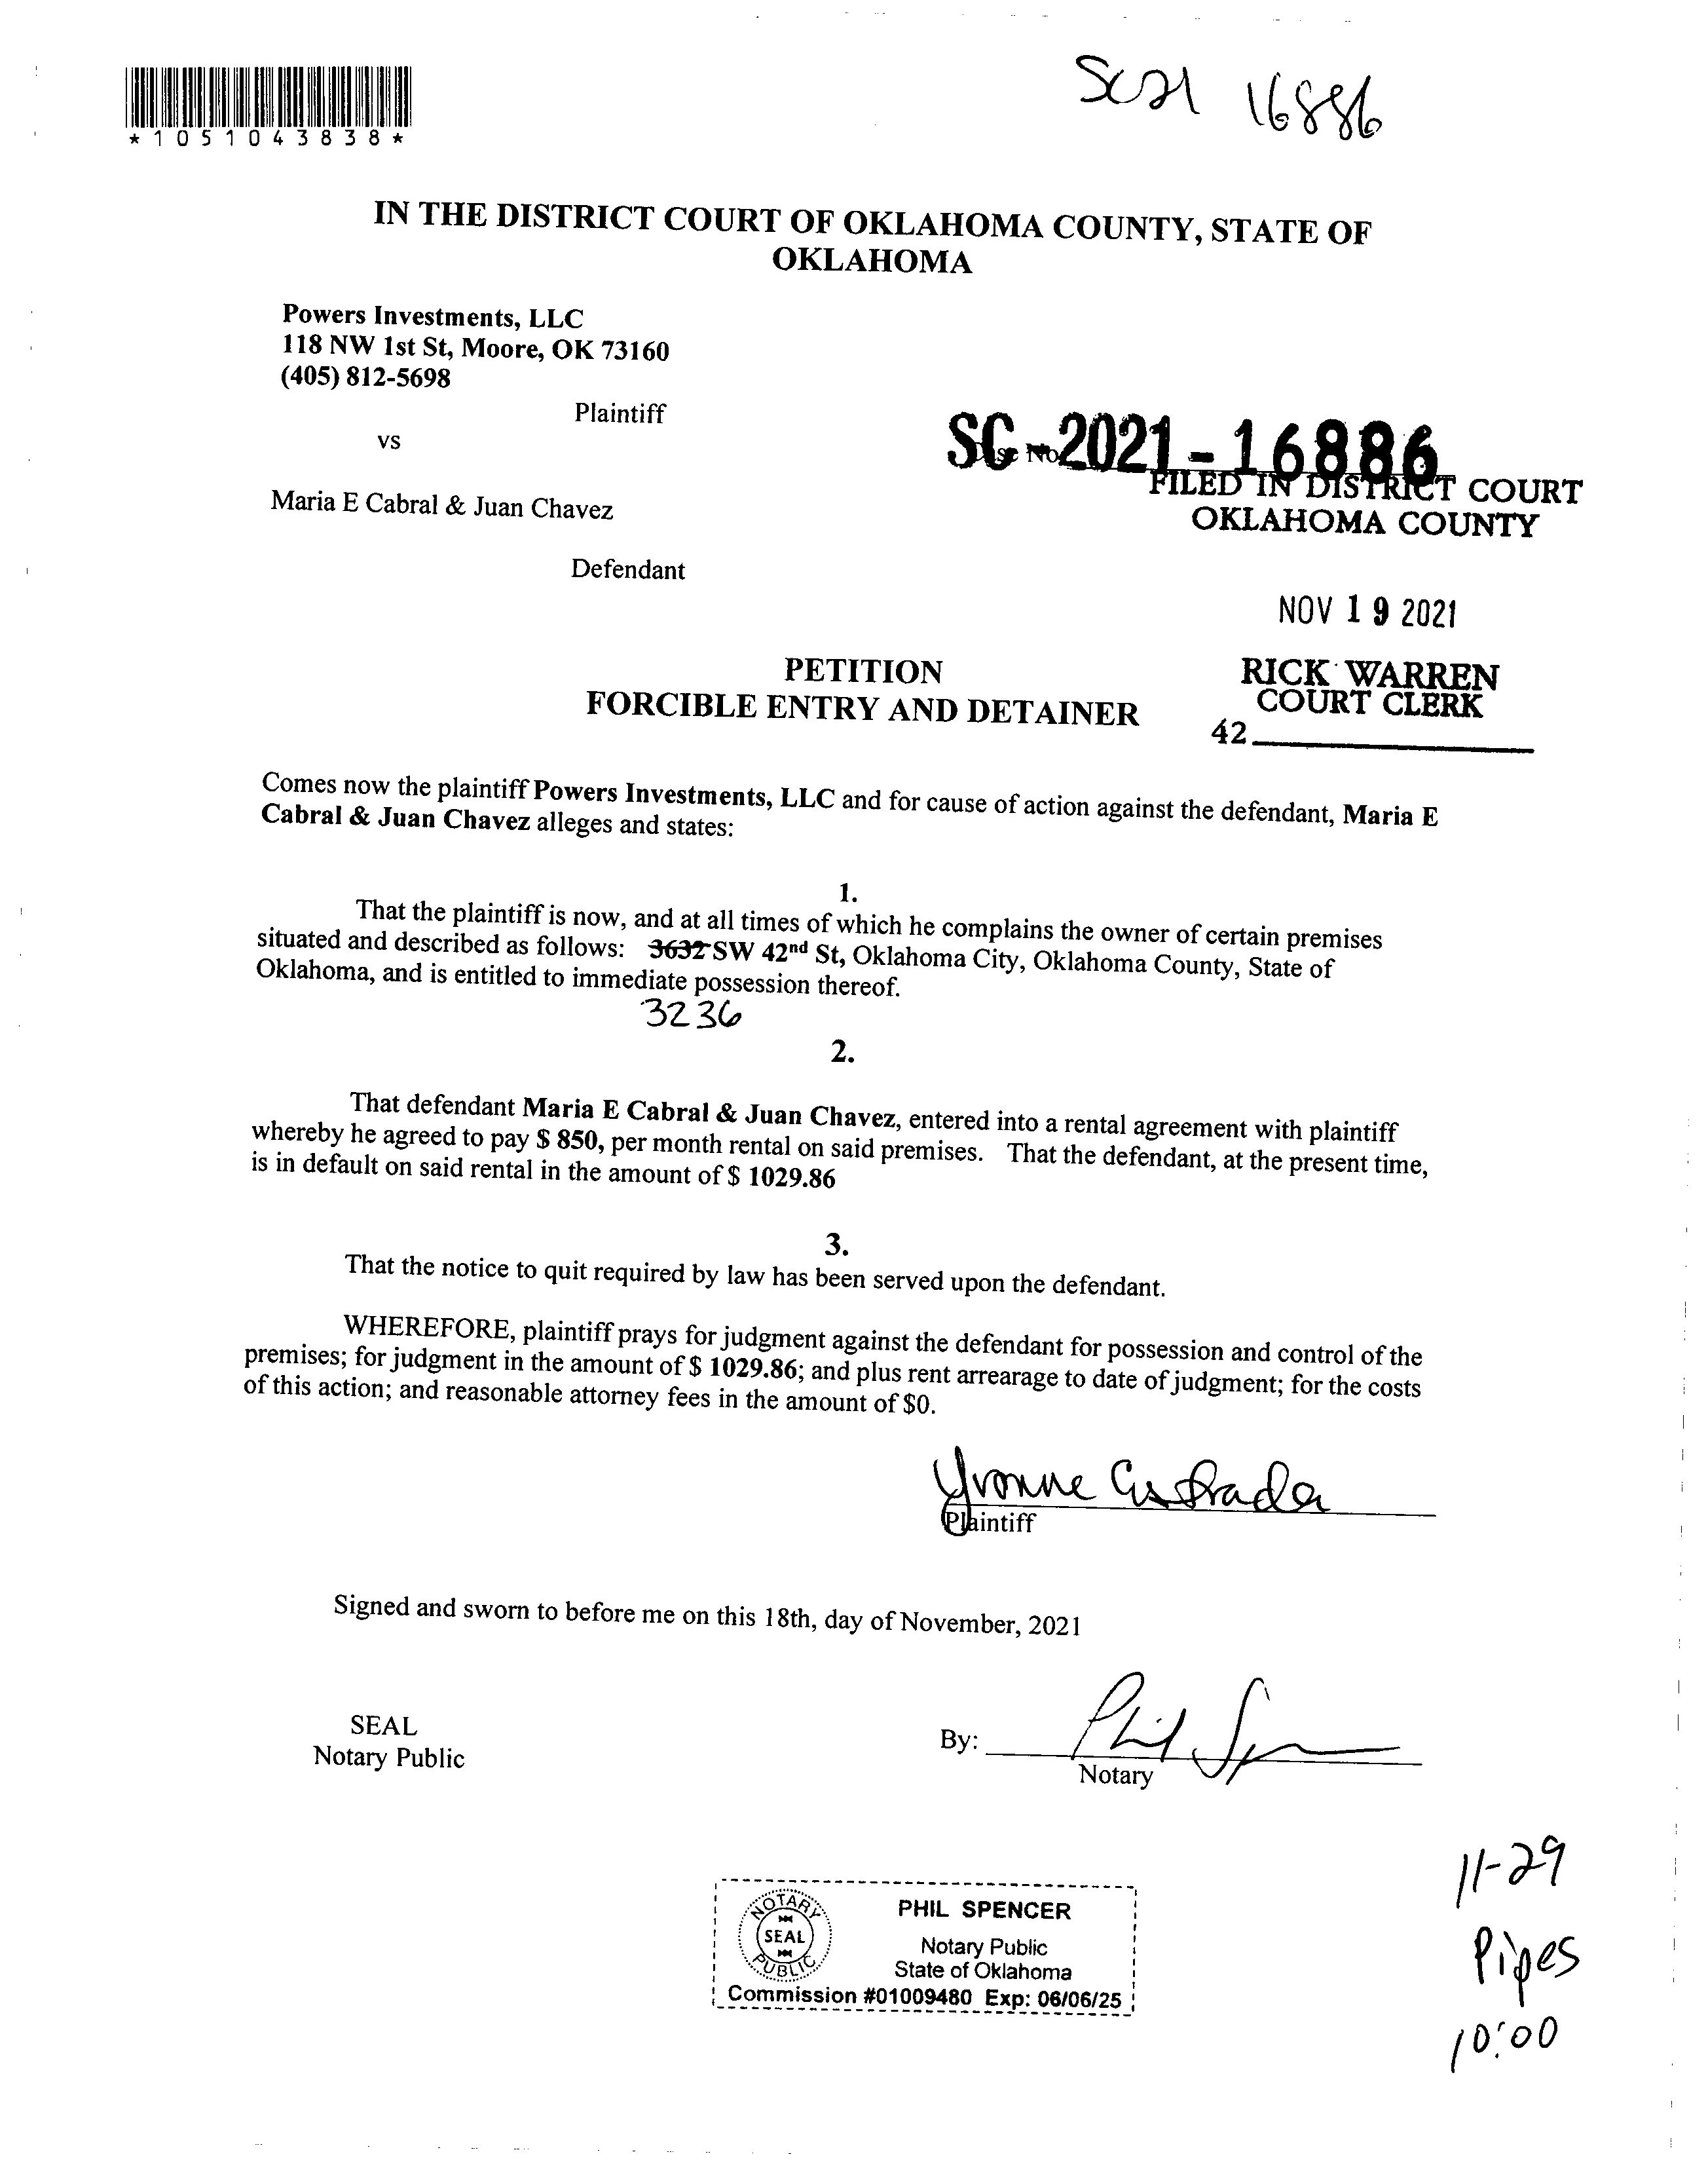 SC21 16886
*1051043838*
IN THE DISTRICT COURT OF OKLAHOMA COUNTY, STATE OF
OKLAHOMA
Powers Investments, LLC
118 NW 1st St, Moore, OK 73160
(405) 812-5698
Plaintiff
vs
SC-2021-16886
Case No.
FILED IN DISTRICT COURT
OKLAHOMA COUNTY
Maria E Cabral & Juan Chavez
Defendant
NOV 19 2021
RICK WARREN
COURT CLERK
42
PETITION
FORCIBLE ENTRY AND DETAINER
Comes now the plaintiff Powers Investments, LLC and for cause of action against the defendant, Maria E
Cabral & Juan Chavez alleges and states:
1.
That the plaintiff is now, and at all times of which he complains the owner of certain premises
situated and described as follows: 3632 SW 42nd St, Oklahoma City, Oklahoma County, State of
Oklahoma, and is entitled to immediate possession thereof.
3236
2.
That defendant Maria E Cabral & Juan Chavez, entered into a rental agreement with plaintiff
whereby he agreed to pay $ 850, per month rental on said premises. That the defendant, at the present time,
is in default on said rental in the amount of $ 1029.86
3.
That the notice to quit required by law has been served upon the defendant.
WHEREFORE, plaintiff prays for judgment against the defendant for possession and control of the
premises; for judgment in the amount of $ 1029.86; and plus rent arrearage to date of judgment; for the costs
of this action; and reasonable attorney fees in the amount of $0.
Yvonne Estrada
Plaintiff
Signed and sworn to before me on this 18th, day of November, 2021
SEAL
Notary Public
By: Phil Spencer
Notary
NOTARY
SEAL
PUBLIC
PHIL SPENCER
Notary Public
State of Oklahoma
Commission #01009480 Exp: 06/06/25
11-29
Pipes
10:00